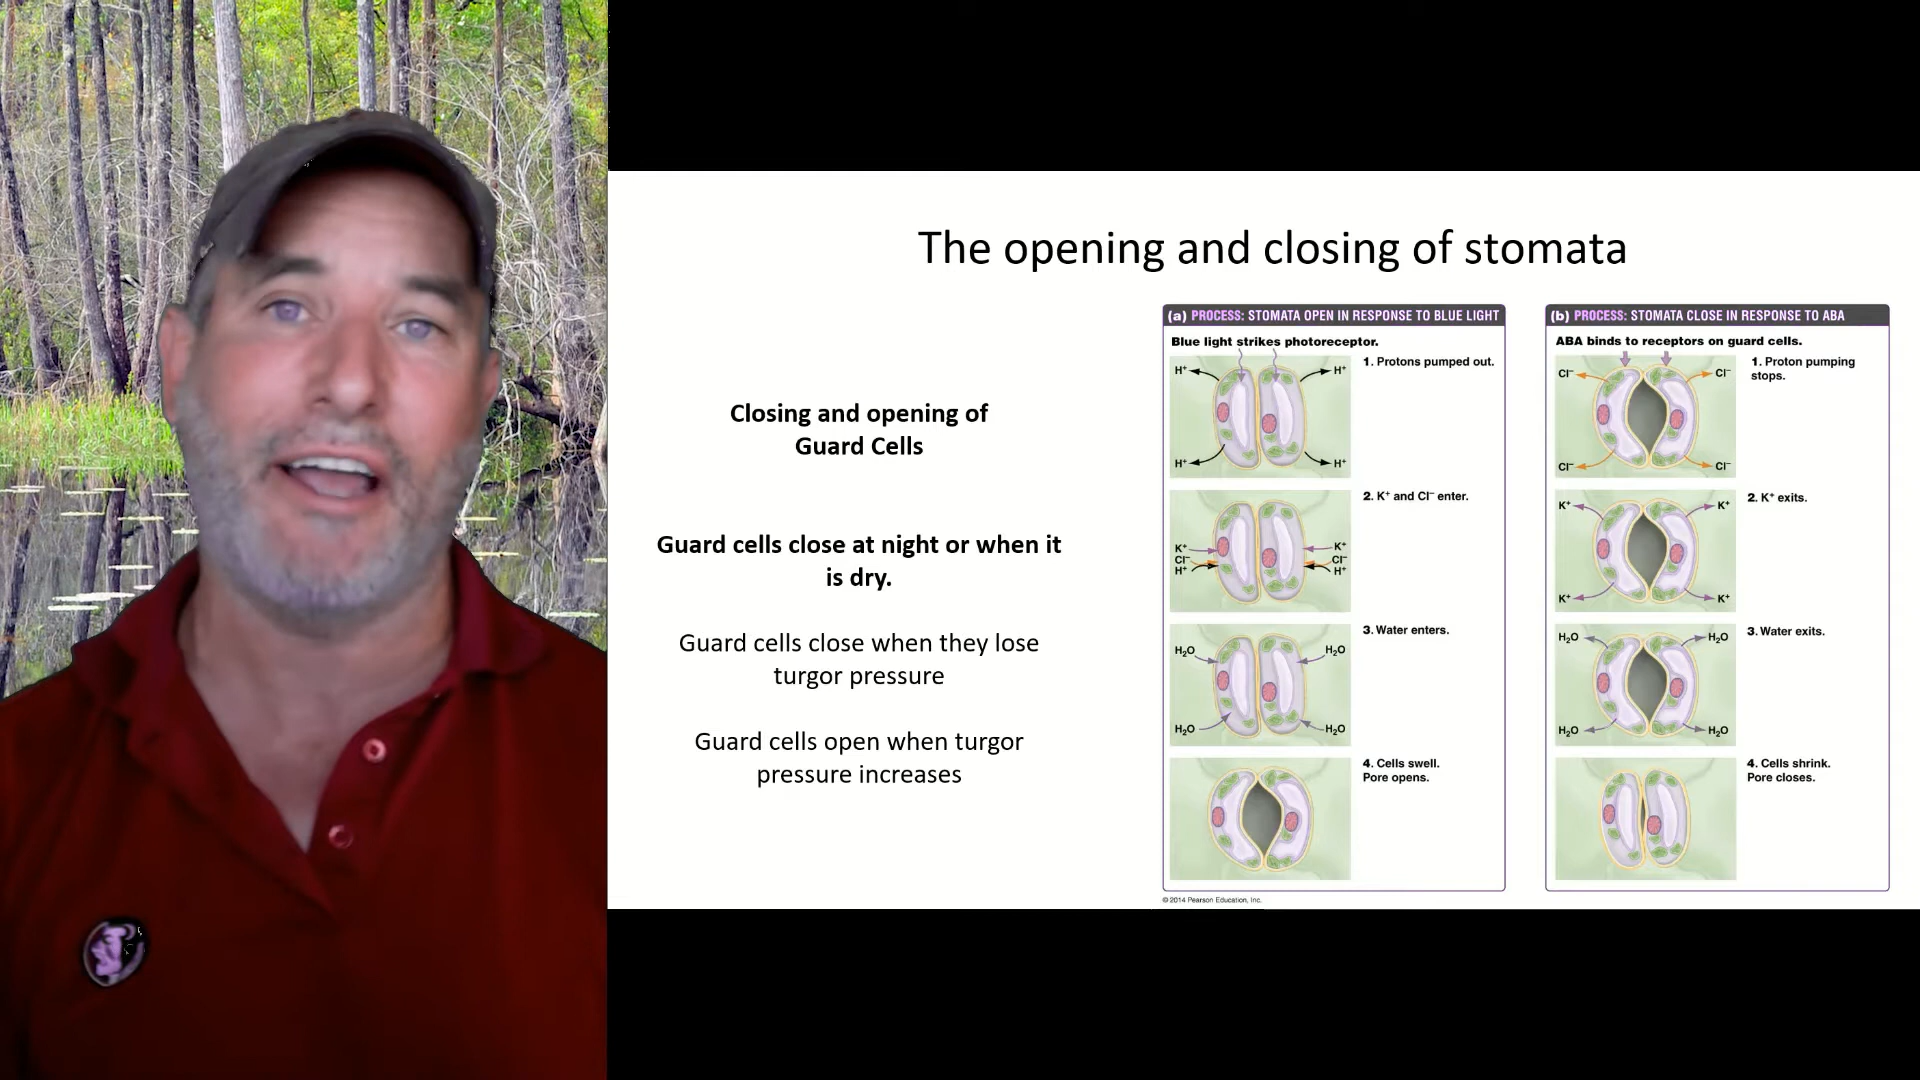 The opening and closing of stomata
Closing and opening of
Guard Cells
Guard cells close at night or when it
is dry.
Guard cells close when they lose
turgor pressure
Guard cells open when turgor
pressure increases
(a) PROCESS: STOMATA OPEN IN RESPONSE TO BLUE LIGHT
Blue light strikes photoreceptor.
1. Protons pumped out.
H⁺ H⁺
H⁺ H⁺
2. K⁺ and Cl⁻ enter.
K⁺ K⁺
Cl⁻ Cl⁻
H⁺ H⁺
3. Water enters.
H₂O H₂O
H₂O H₂O
4. Cells swell.
Pore opens.
(b) PROCESS: STOMATA CLOSE IN RESPONSE TO ABA
ABA binds to receptors on guard cells.
1. Proton pumping
stops.
Cl⁻ Cl⁻
Cl⁻ Cl⁻
2. K⁺ exits.
K⁺ K⁺
K⁺ K⁺
3. Water exits.
H₂O H₂O
H₂O H₂O
4. Cells shrink.
Pore closes.
© 2014 Pearson Education, Inc.